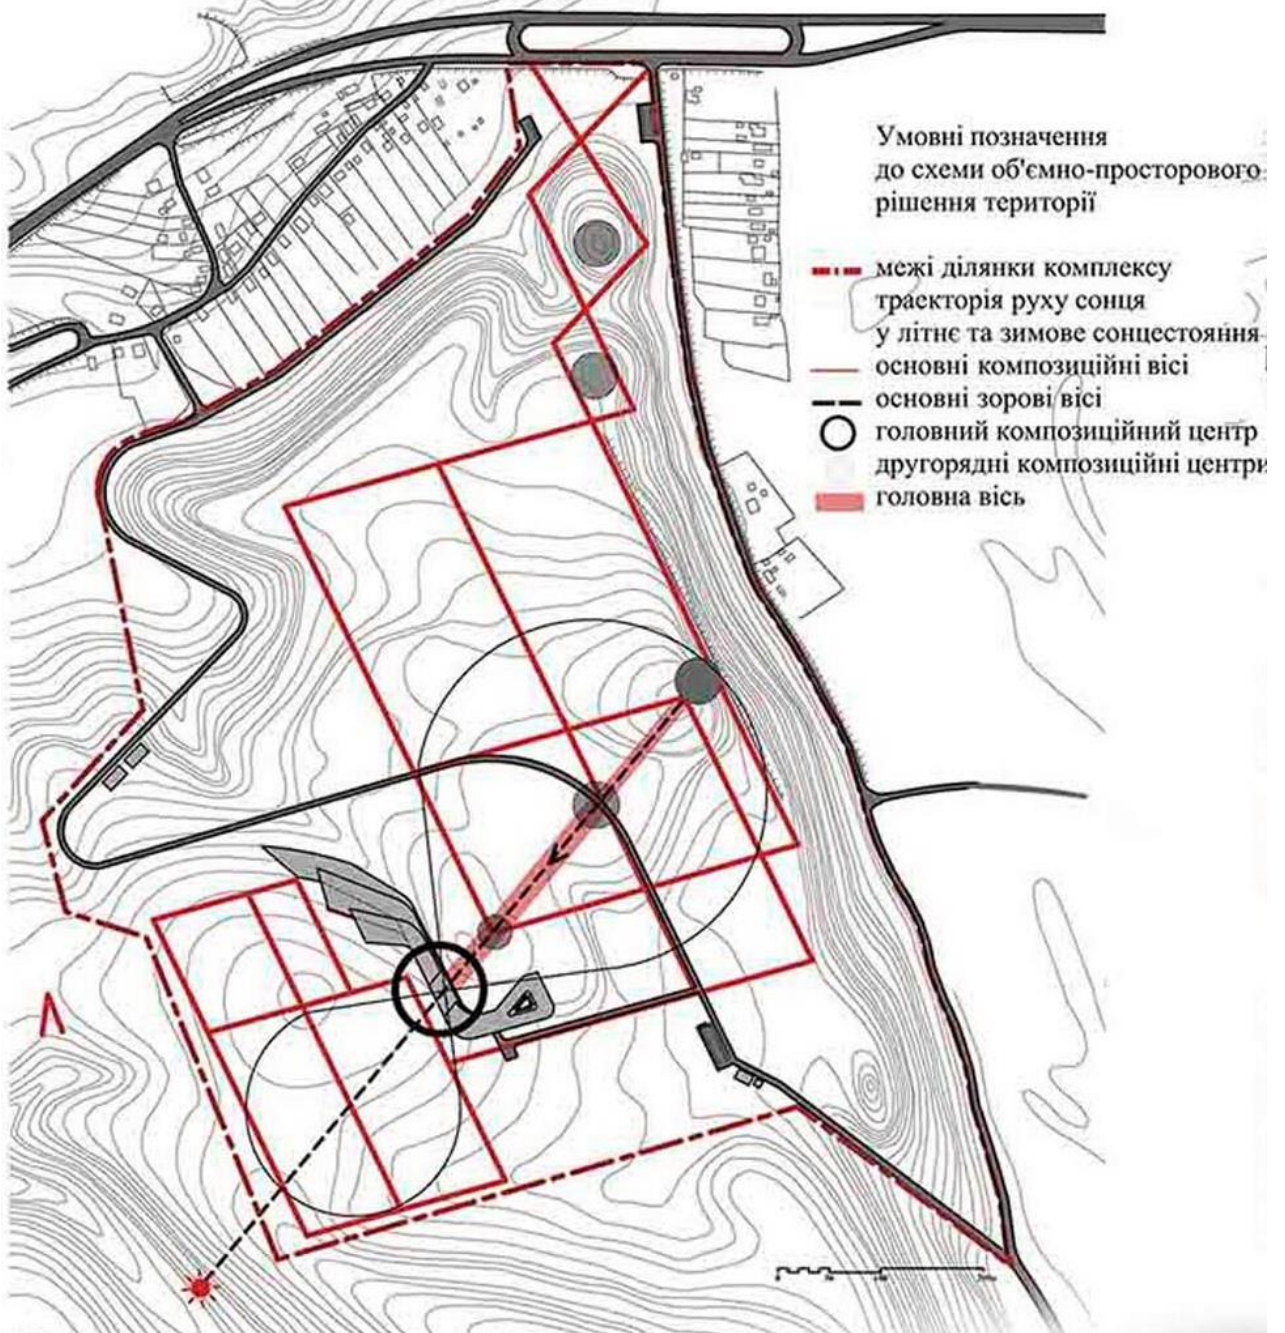 Умовні позначення
до схеми об'ємно-просторового
рішення території
межі ділянки комплексу
траєкторія руху сонця
у літнє та зимове сонцестояння
основні композиційні вісі
основні зорові вісі
головний композиційний центр
другорядні композиційні центри
головна вісь